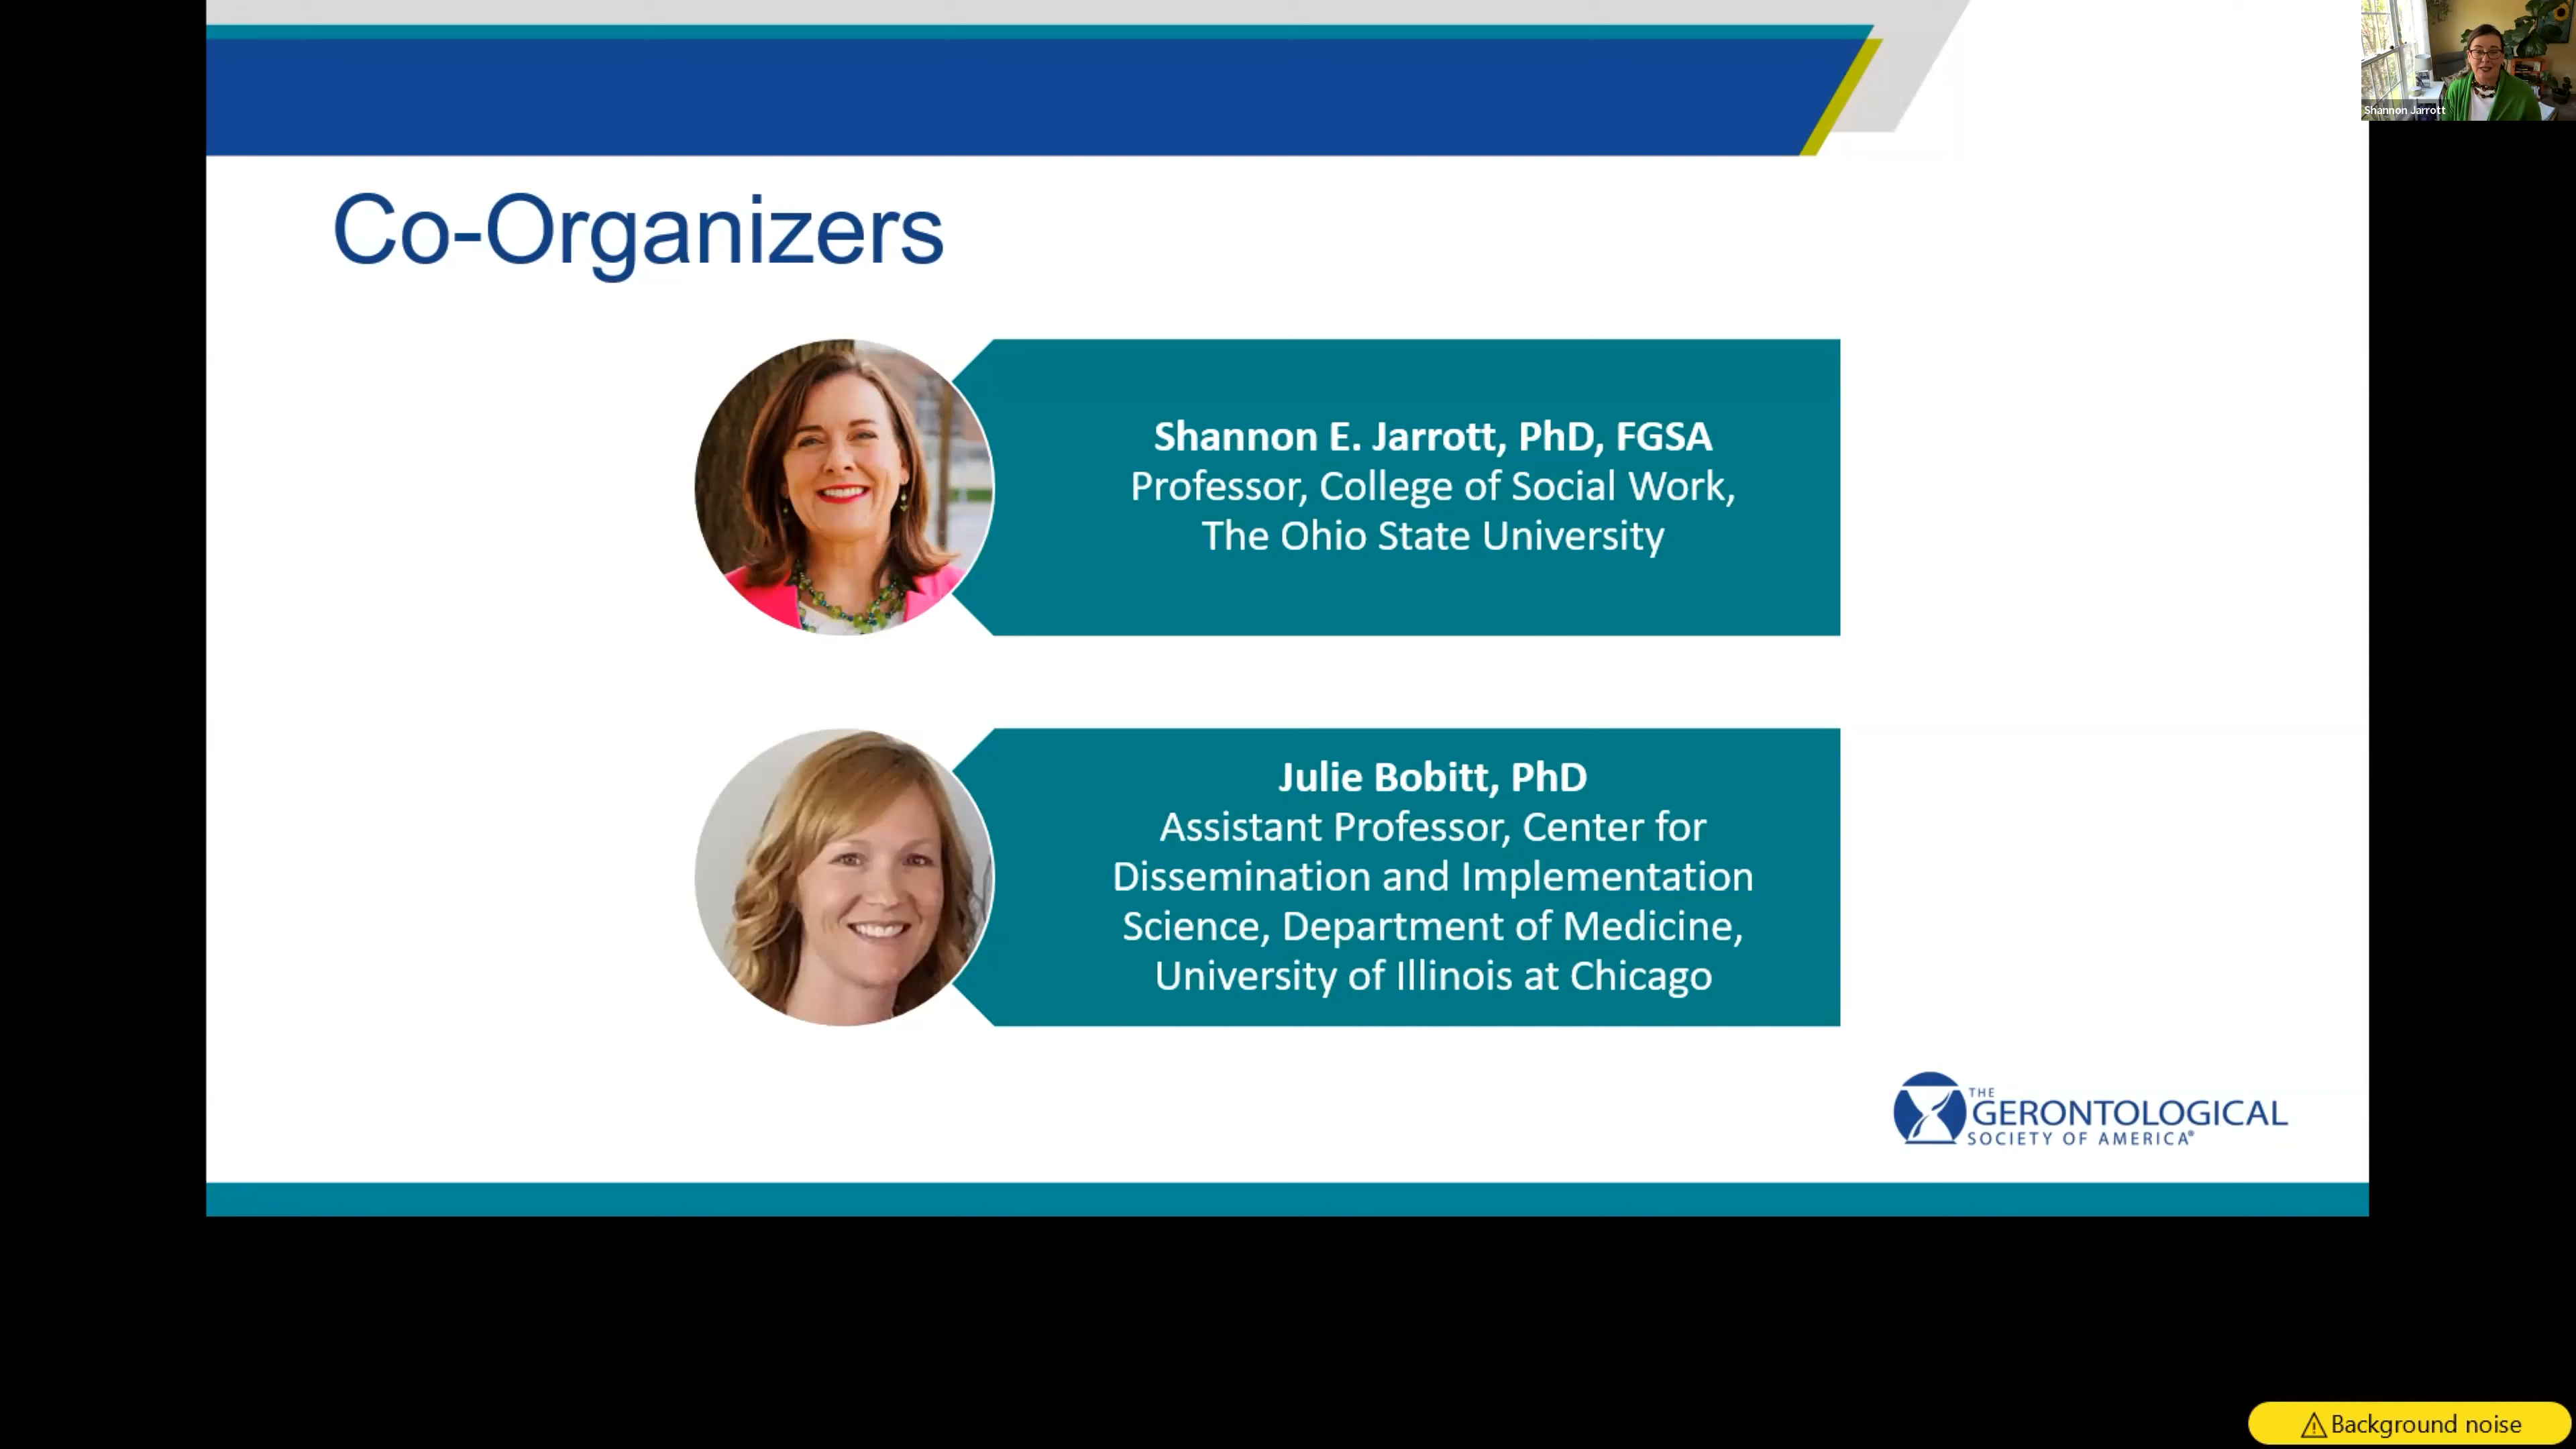 Shannon Jarrott
Co-Organizers
Shannon E. Jarrott, PhD, FGSA
Professor, College of Social Work,
The Ohio State University
Julie Bobitt, PhD
Assistant Professor, Center for
Dissemination and Implementation
Science, Department of Medicine,
University of Illinois at Chicago
THE
GERONTOLOGICAL
SOCIETY OF AMERICA®
Background noise